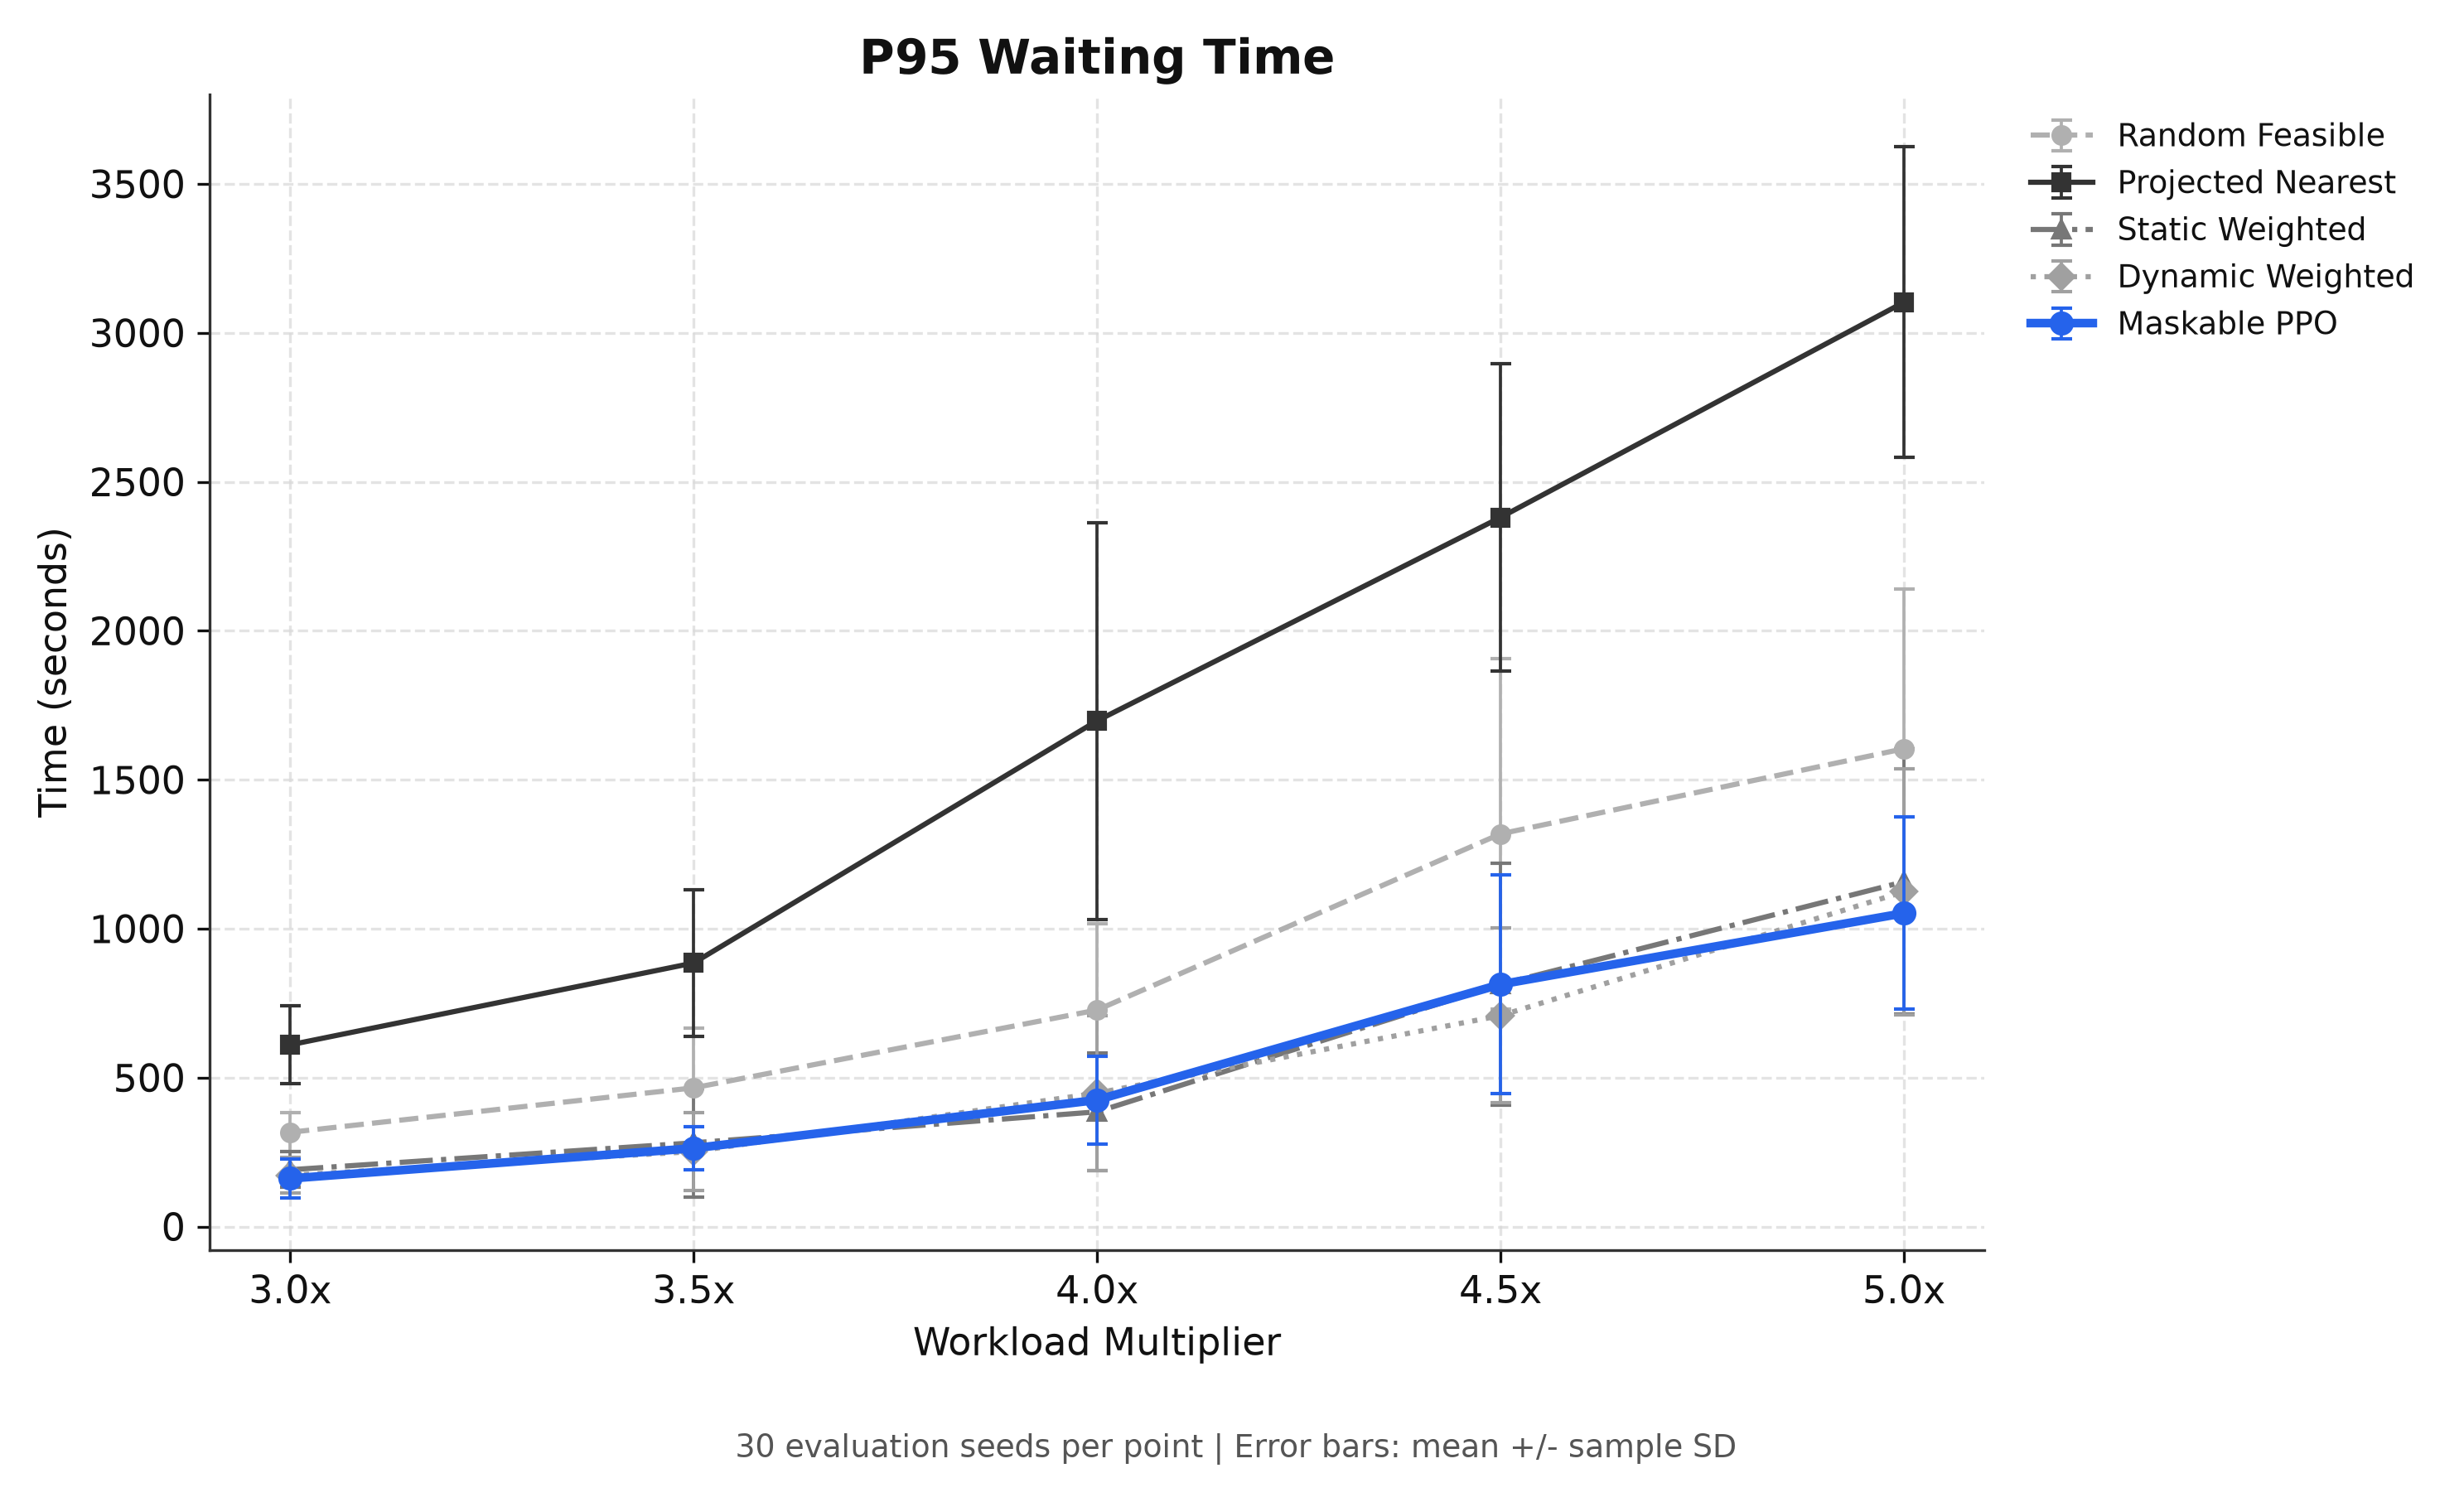 P95 Waiting Time
Time (seconds)
3500
3000
2500
2000
1500
1000
500
0
3.0x
3.5x
4.0x
4.5x
5.0x
Workload Multiplier
Random Feasible
Projected Nearest
Static Weighted
Dynamic Weighted
Maskable PPO
30 evaluation seeds per point | Error bars: mean +/- sample SD